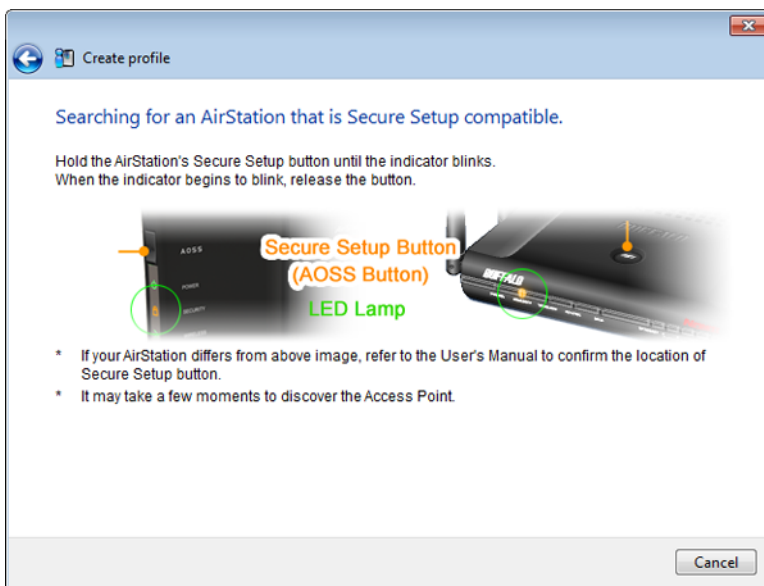 Create profile
Searching for an AirStation that is Secure Setup compatible.
Hold the AirStation's Secure Setup button until the indicator blinks.
When the indicator begins to blink, release the button.
AOSS
Secure Setup Button
(AOSS Button)
POWER
BUFFALO
SECURITY
LED Lamp
* If your AirStation differs from above image, refer to the User's Manual to confirm the location of
Secure Setup button.
* It may take a few moments to discover the Access Point.
Cancel